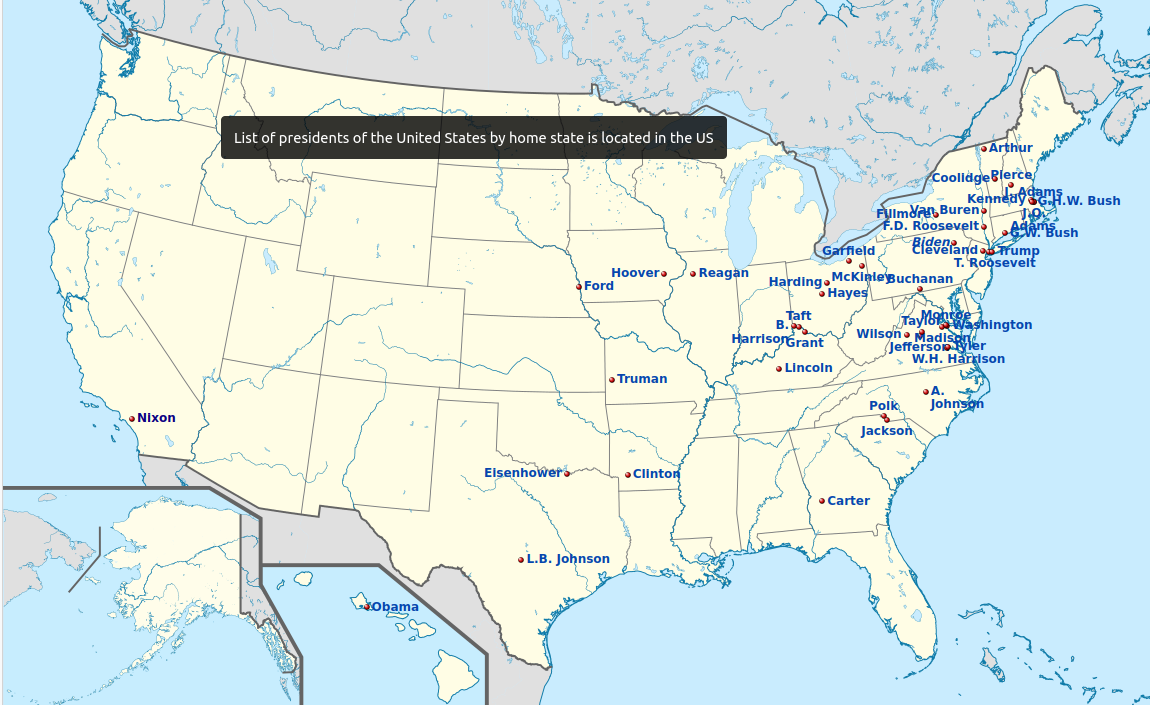 List of presidents of the United States by home state is located in the US
Arthur
Coolidge
Pierce
J. Adams
Kennedy
G.H.W. Bush
Van Buren
J.Q.
Adams
Fillmore
F.D. Roosevelt
G.W. Bush
Biden
Cleveland
Trump
T. Roosevelt
Garfield
McKinley
Buchanan
Harding
Hayes
Hoover
Reagan
Ford
Taft
B.
Harrison
Grant
Monroe
Taylor
Washington
Wilson
Madison
Jefferson
Tyler
W.H. Harrison
Lincoln
Truman
A.
Johnson
Polk
Jackson
Nixon
Eisenhower
Clinton
Carter
L.B. Johnson
Obama